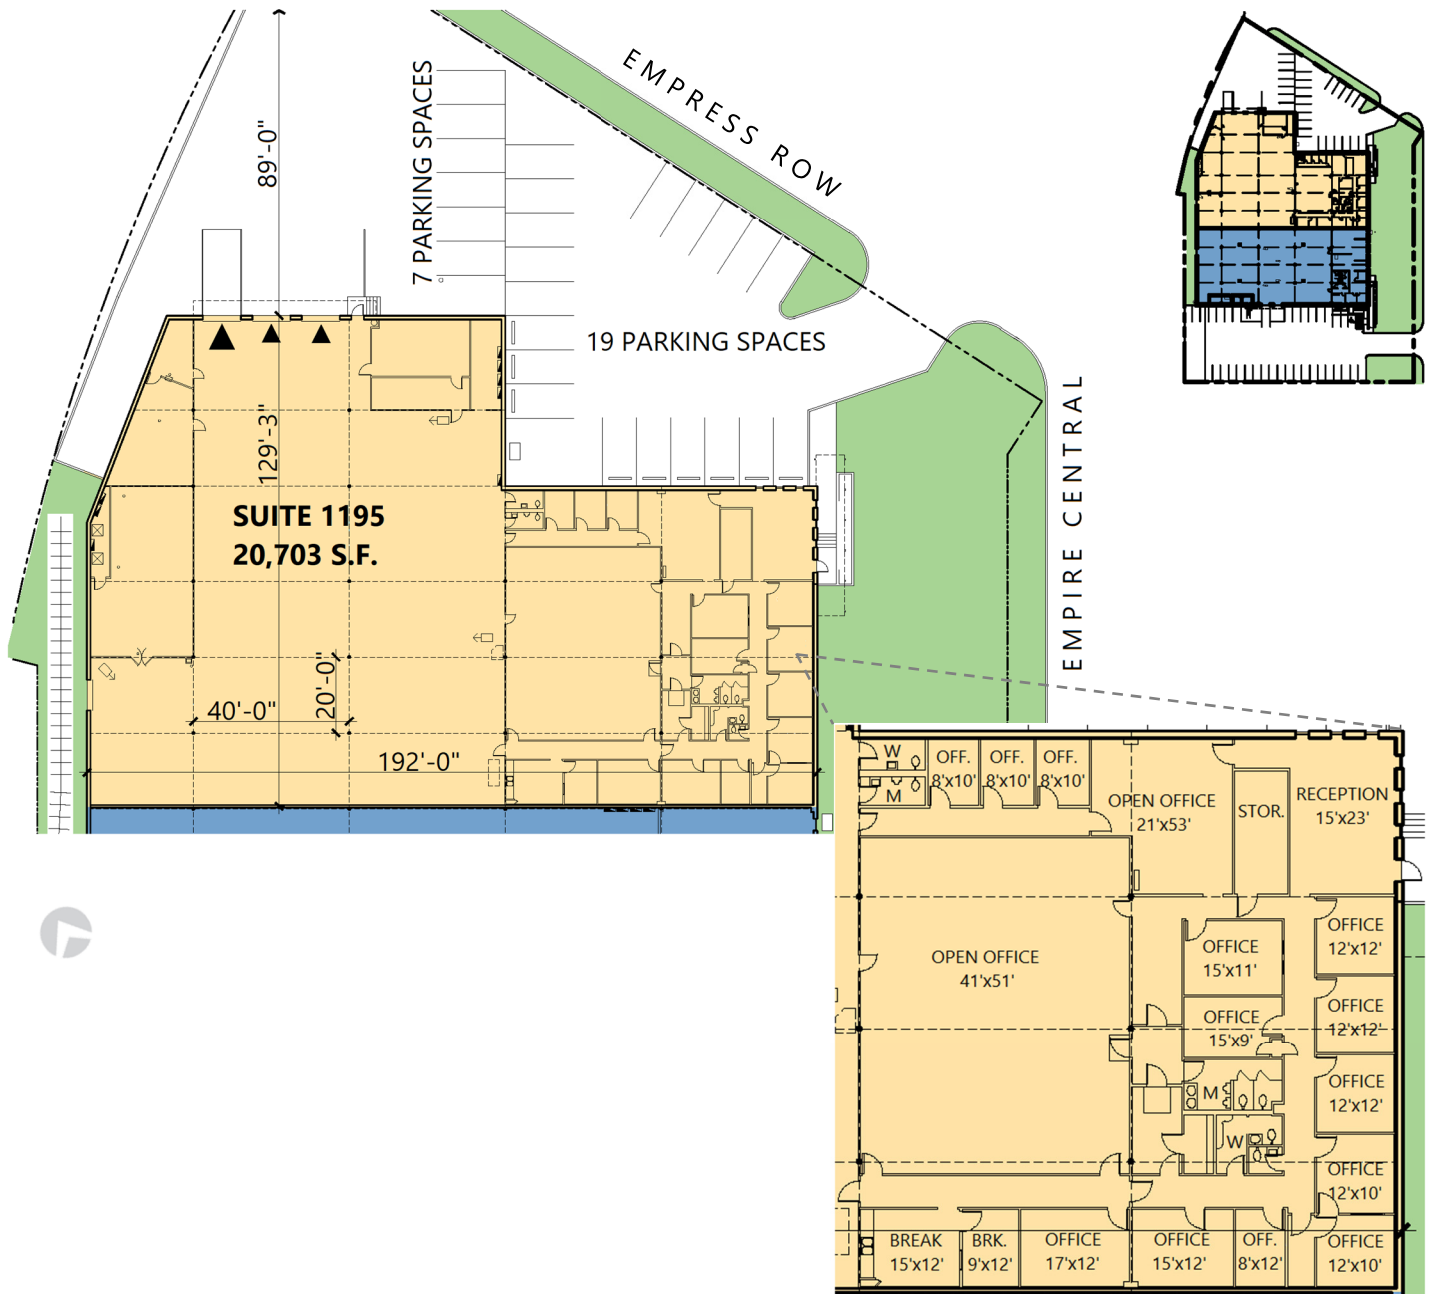 EMPRESS ROW
7 PARKING SPACES
89'-0"
19 PARKING SPACES
129'-3"
SUITE 1195
20,703 S.F.
EMPIRE CENTRAL
40'-0"
20'-0"
192'-0"
W
M
OFF.
8'x10'
OFF.
8'x10'
OFF.
8'x10'
OPEN OFFICE
21'x53'
STOR.
RECEPTION
15'x23'
OPEN OFFICE
41'x51'
OFFICE
15'x11'
OFFICE
15'x9'
M
W
OFFICE
12'x12'
OFFICE
12'x12'
OFFICE
12'x12'
OFFICE
12'x10'
BREAK
15'x12'
BRK.
9'x12'
OFFICE
17'x12'
OFFICE
15'x12'
OFF.
8'x12'
OFFICE
12'x10'